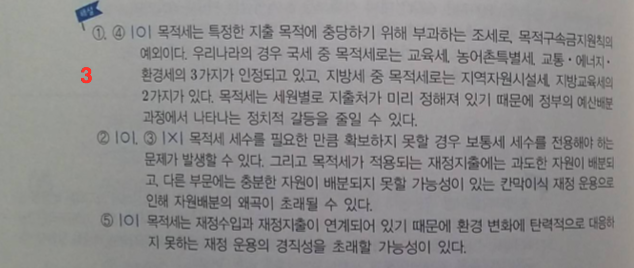 해설
①, ④ |O| 목적세는 특정한 지출 목적에 충당하기 위해 부과하는 조세로, 목적구속금지원칙의
예외이다. 우리나라의 경우 국세 중 목적세로는 교육세, 농어촌특별세, 교통·에너지·
환경세의 3가지가 인정되고 있고, 지방세 중 목적세로는 지역자원시설세, 지방교육세의
3
2가지가 있다. 목적세는 세원별로 지출처가 미리 정해져 있기 때문에 정부의 예산배분
과정에서 나타나는 정치적 갈등을 줄일 수 있다.
② |O|, ③ |X| 목적세 세수를 필요한 만큼 확보하지 못할 경우 보통세 세수를 전용해야 하는
문제가 발생할 수 있다. 그리고 목적세가 적용되는 재정지출에는 과도한 자원이 배분되
고, 다른 부문에는 충분한 자원이 배분되지 못할 가능성이 있는 칸막이식 재정 운용으로
인해 자원배분의 왜곡이 초래될 수 있다.
⑤ |O| 목적세는 재정수입과 재정지출이 연계되어 있기 때문에 환경 변화에 탄력적으로 대응하
지 못하는 재정 운용의 경직성을 초래할 가능성이 있다.